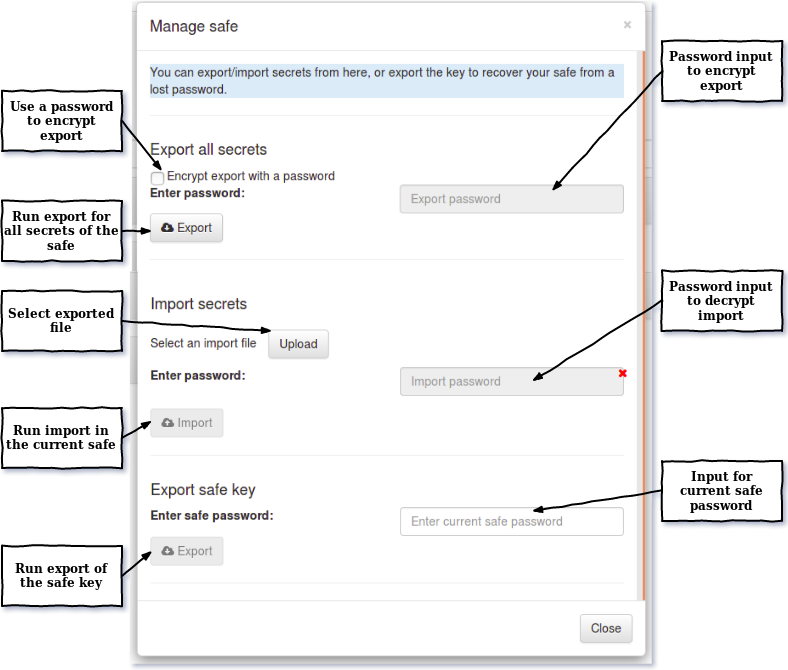 Manage safe
×
You can export/import secrets from here, or export the key to recover your safe from a
lost password.
Password input
to encrypt
export
Use a password
to encrypt
export
Export all secrets
Encrypt export with a password
Enter password:
Export password
Run export for
all secrets of the
safe
Export
Import secrets
Password input
to decrypt
import
Select exported
file
Select an import file
Upload
Enter password:
Import password
Run import in
the current safe
Import
Export safe key
Input for
current safe
password
Enter safe password:
Enter current safe password
Run export of
the safe key
Export
Close